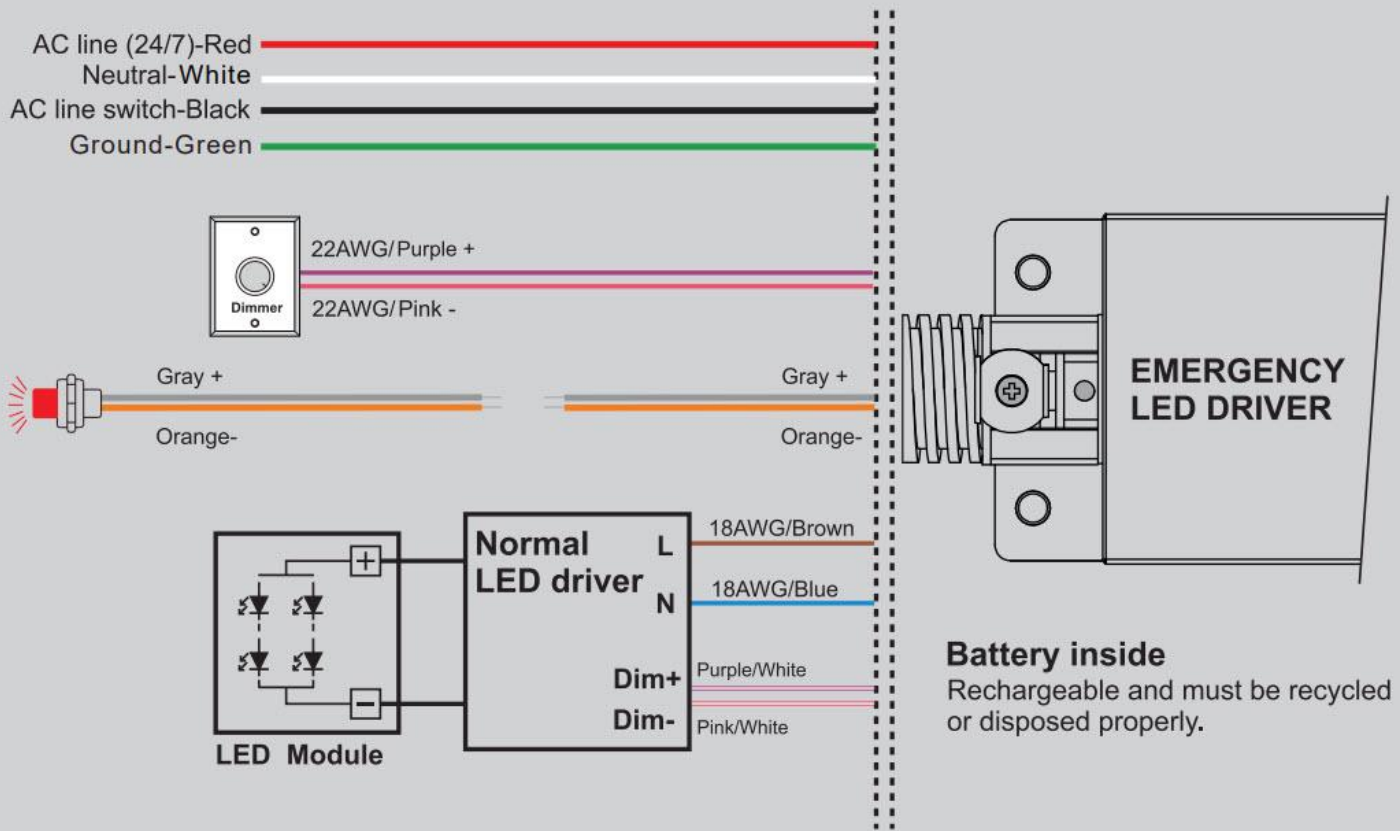 AC line (24/7)-Red
Neutral-White
AC line switch-Black
Ground-Green
22AWG/Purple +
Dimmer
22AWG/Pink -
Gray +
Gray +
Orange-
Orange-
EMERGENCY
LED DRIVER
Normal
LED driver
L
18AWG/Brown
N
18AWG/Blue
+
−
Dim+
Purple/White
Dim-
Pink/White
LED Module
Battery inside
Rechargeable and must be recycled
or disposed properly.